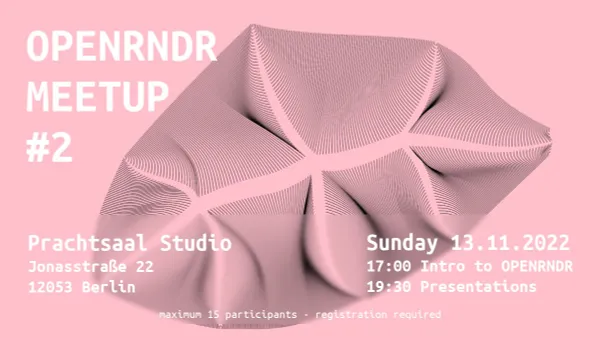 OPENRNDR
MEETUP
#2
Prachtsaal Studio
Jonasstraße 22
12053 Berlin
Sunday 13.11.2022
17:00 Intro to OPENRNDR
19:30 Presentations
maximum 15 participants - registration required